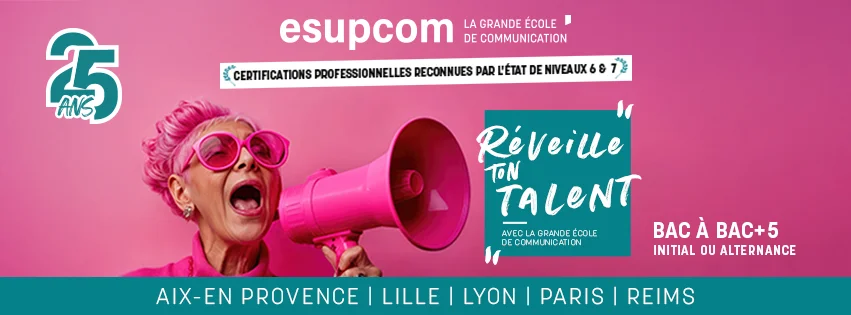 25
ANS
esupcom
LA GRANDE ÉCOLE
DE COMMUNICATION
CERTIFICATIONS PROFESSIONNELLES RECONNUES PAR L'ÉTAT DE NIVEAUX 6 & 7
"
Réveille
TON
TALENT
AVEC LA GRANDE ÉCOLE
DE COMMUNICATION
"
BAC À BAC+5
INITIAL OU ALTERNANCE
AIX-EN PROVENCE | LILLE | LYON | PARIS | REIMS